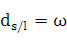 d_{s/l} = ω